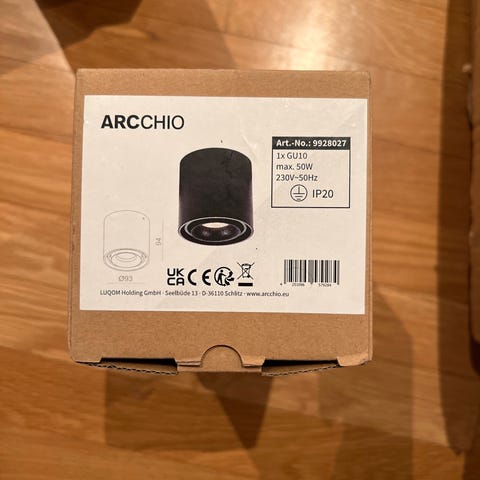 ARCCHIO
Art.-No.: 9928027
1x GU10
max. 50W
230V~50Hz
IP20
94
Ø93
UK
CA
CE
LUQOM Holding GmbH · Seelbüde 13 · D-36110 Schlitz · www.arcchio.eu